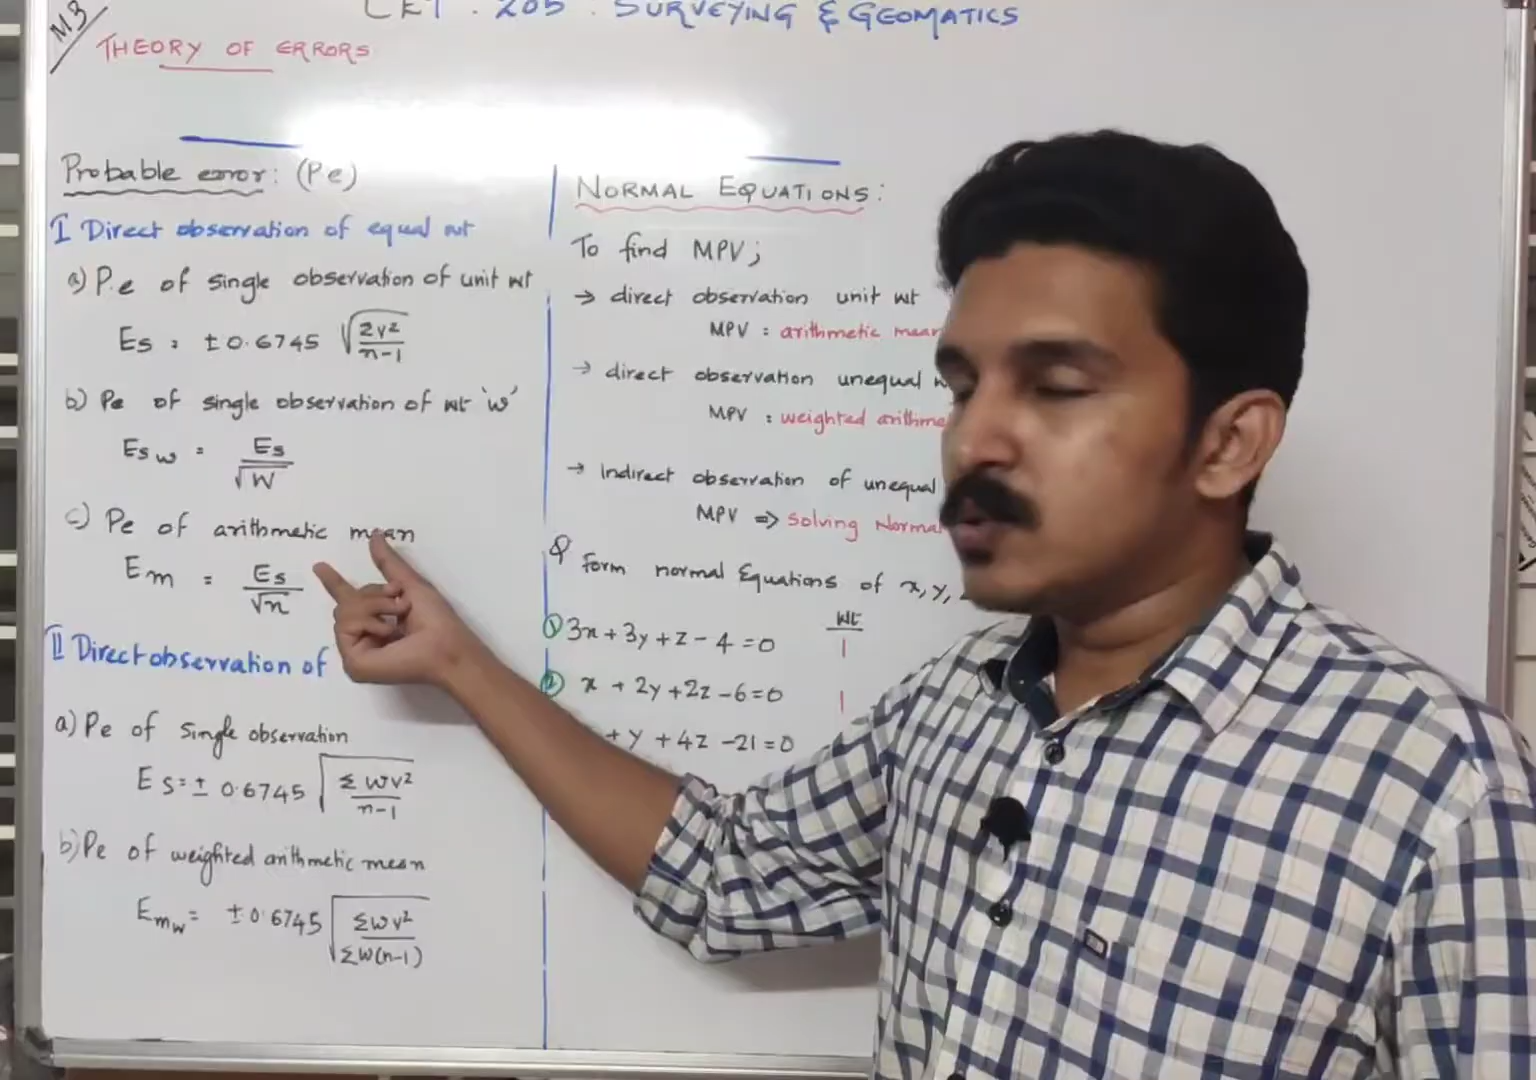 M3
CET : 205 : SURVEYING & GEOMATICS
THEORY OF ERRORS
Probable error : (Pe)
I Direct observation of equal wt
a) P.e of single observation of unit wt
Es = ±0.6745 √(Σv²/n-1)
b) Pe of single observation of wt 'w'
Es w = Es/√W
c) Pe of arithmetic mean
Em = Es/√n
II Direct observation of
a) Pe of Single observation
Es = ± 0.6745 √(Σwv²/n-1)
b) Pe of weighted arithmetic mean
Emw = ±0.6745 √(Σwv²/Σw(n-1))
NORMAL EQUATIONS :
To find MPV;
→ direct observation unit wt
MPV : arithmetic mean
→ direct observation unequal
MPV : weighted
→ Indirect observation of unequal
MPV => Solving Normal
Q Form normal Equations of x, y,
wt
① 3x + 3y + z - 4 = 0 1
② x + 2y + 2z - 6 = 0 1
+ y + 4z - 21 = 0